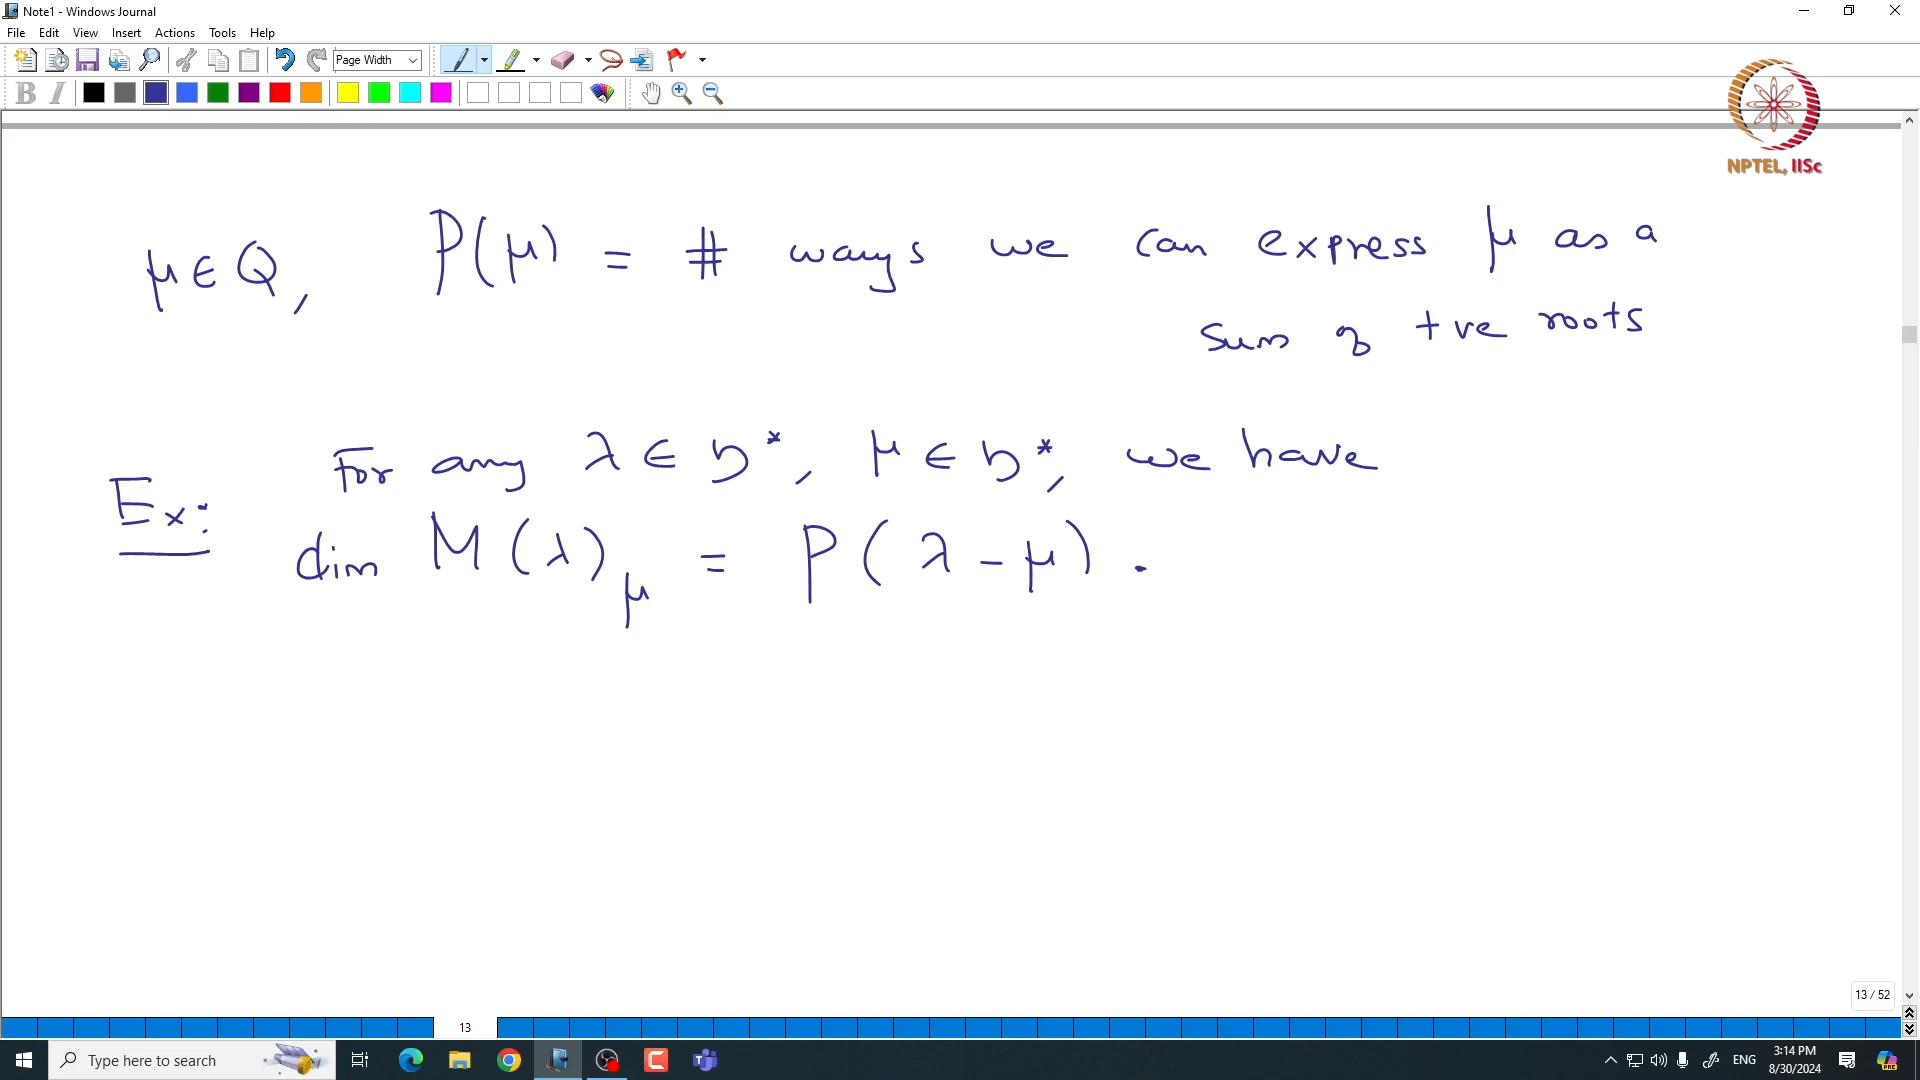 Note1 - Windows Journal
File Edit View Insert Actions Tools Help
Page Width
B I
NPTEL, IISc
μ ∈ Q, P(μ) = # ways we can express μ as a
sum of +ve roots
Ex: For any λ ∈ 𝔥*, μ ∈ 𝔥*, we have
dim M(λ)_μ = P(λ - μ).
13 / 52
13
Type here to search
ENG
3:14 PM
8/30/2024